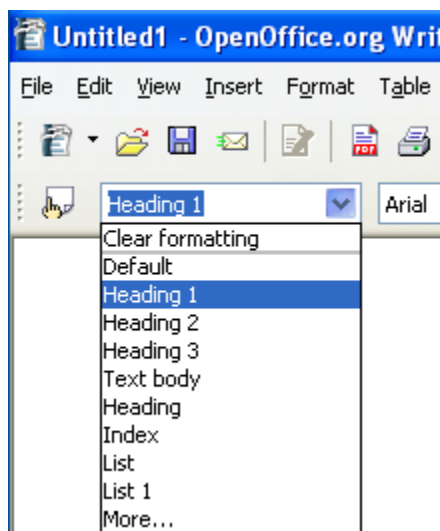 Untitled1 - OpenOffice.org Writ
File Edit View Insert Format Table
PDF
Heading 1 Arial
Clear formatting
Default
Heading 1
Heading 2
Heading 3
Text body
Heading
Index
List
List 1
More...